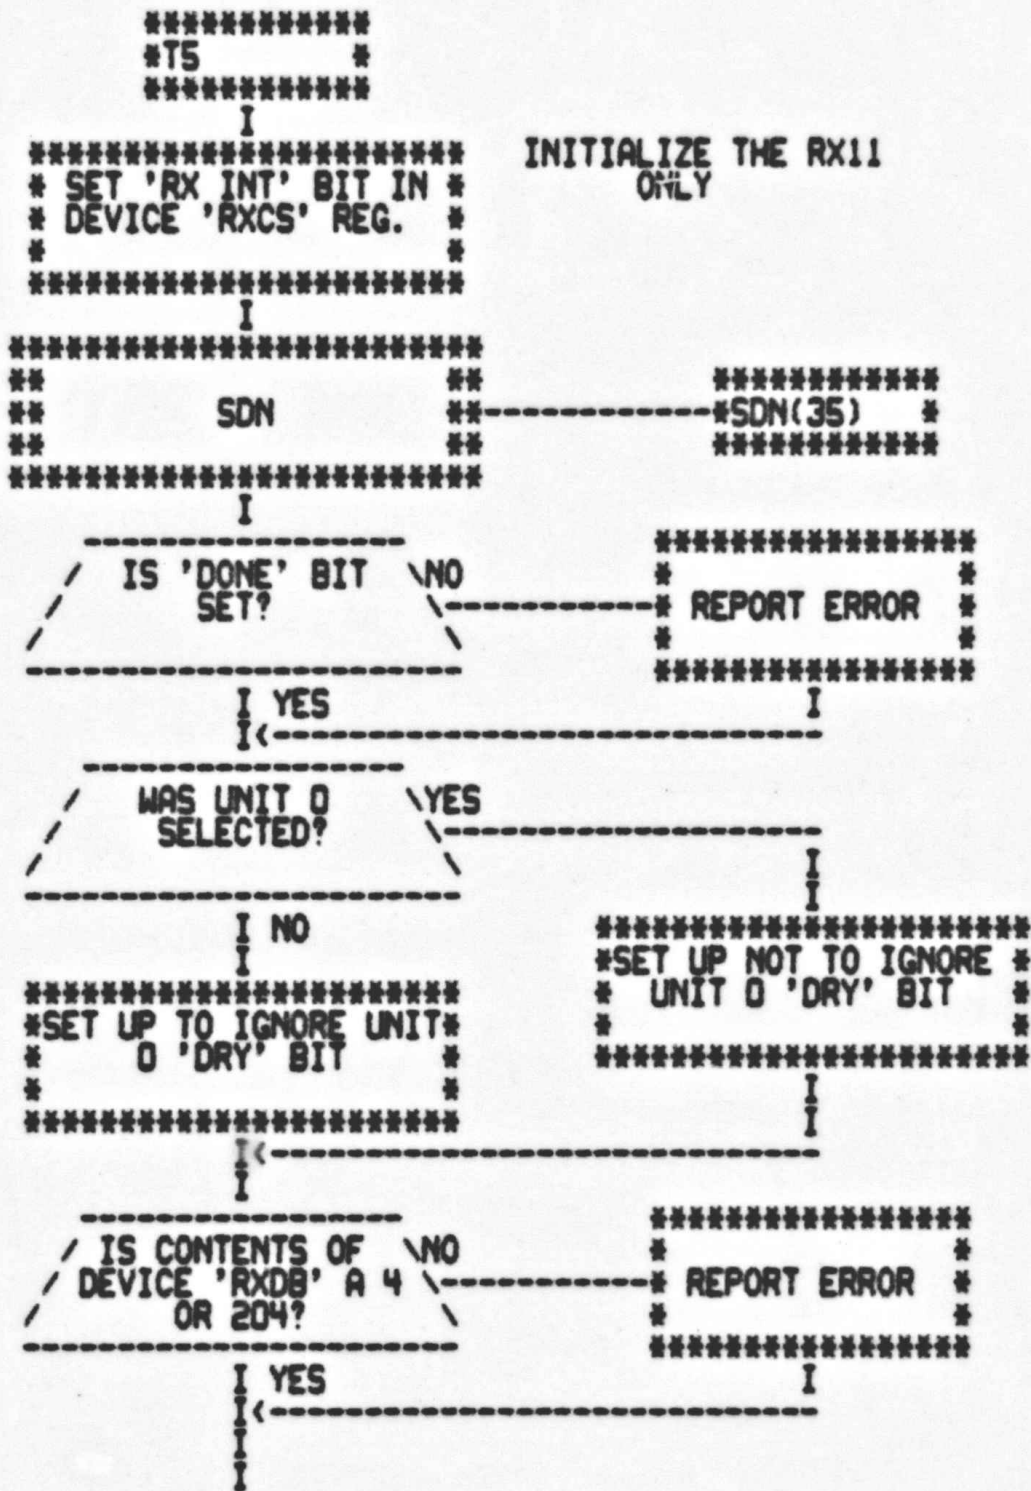 ************
*T5        *
************
I
***********************
* SET 'RX INT' BIT IN *
* DEVICE 'RXCS' REG.  *
*                     *
***********************
INITIALIZE THE RX11
ONLY
I
*************************
**                     **
**         SDN         **------------*SDN(35)   *
**                     **
*************************
I
IS 'DONE' BIT
SET?
NO
REPORT ERROR
I YES
I<-----------------------------
WAS UNIT 0
SELECTED?
YES
I
I
I NO
I
*SET UP NOT TO IGNORE *
*  UNIT 0 'DRY' BIT   *
*SET UP TO IGNORE UNIT*
*     0 'DRY' BIT     *
I
I
I<-----------------------------
I
IS CONTENTS OF
DEVICE 'RXDB' A 4
OR 204?
NO
REPORT ERROR
I YES
I<-----------------------------
I
I